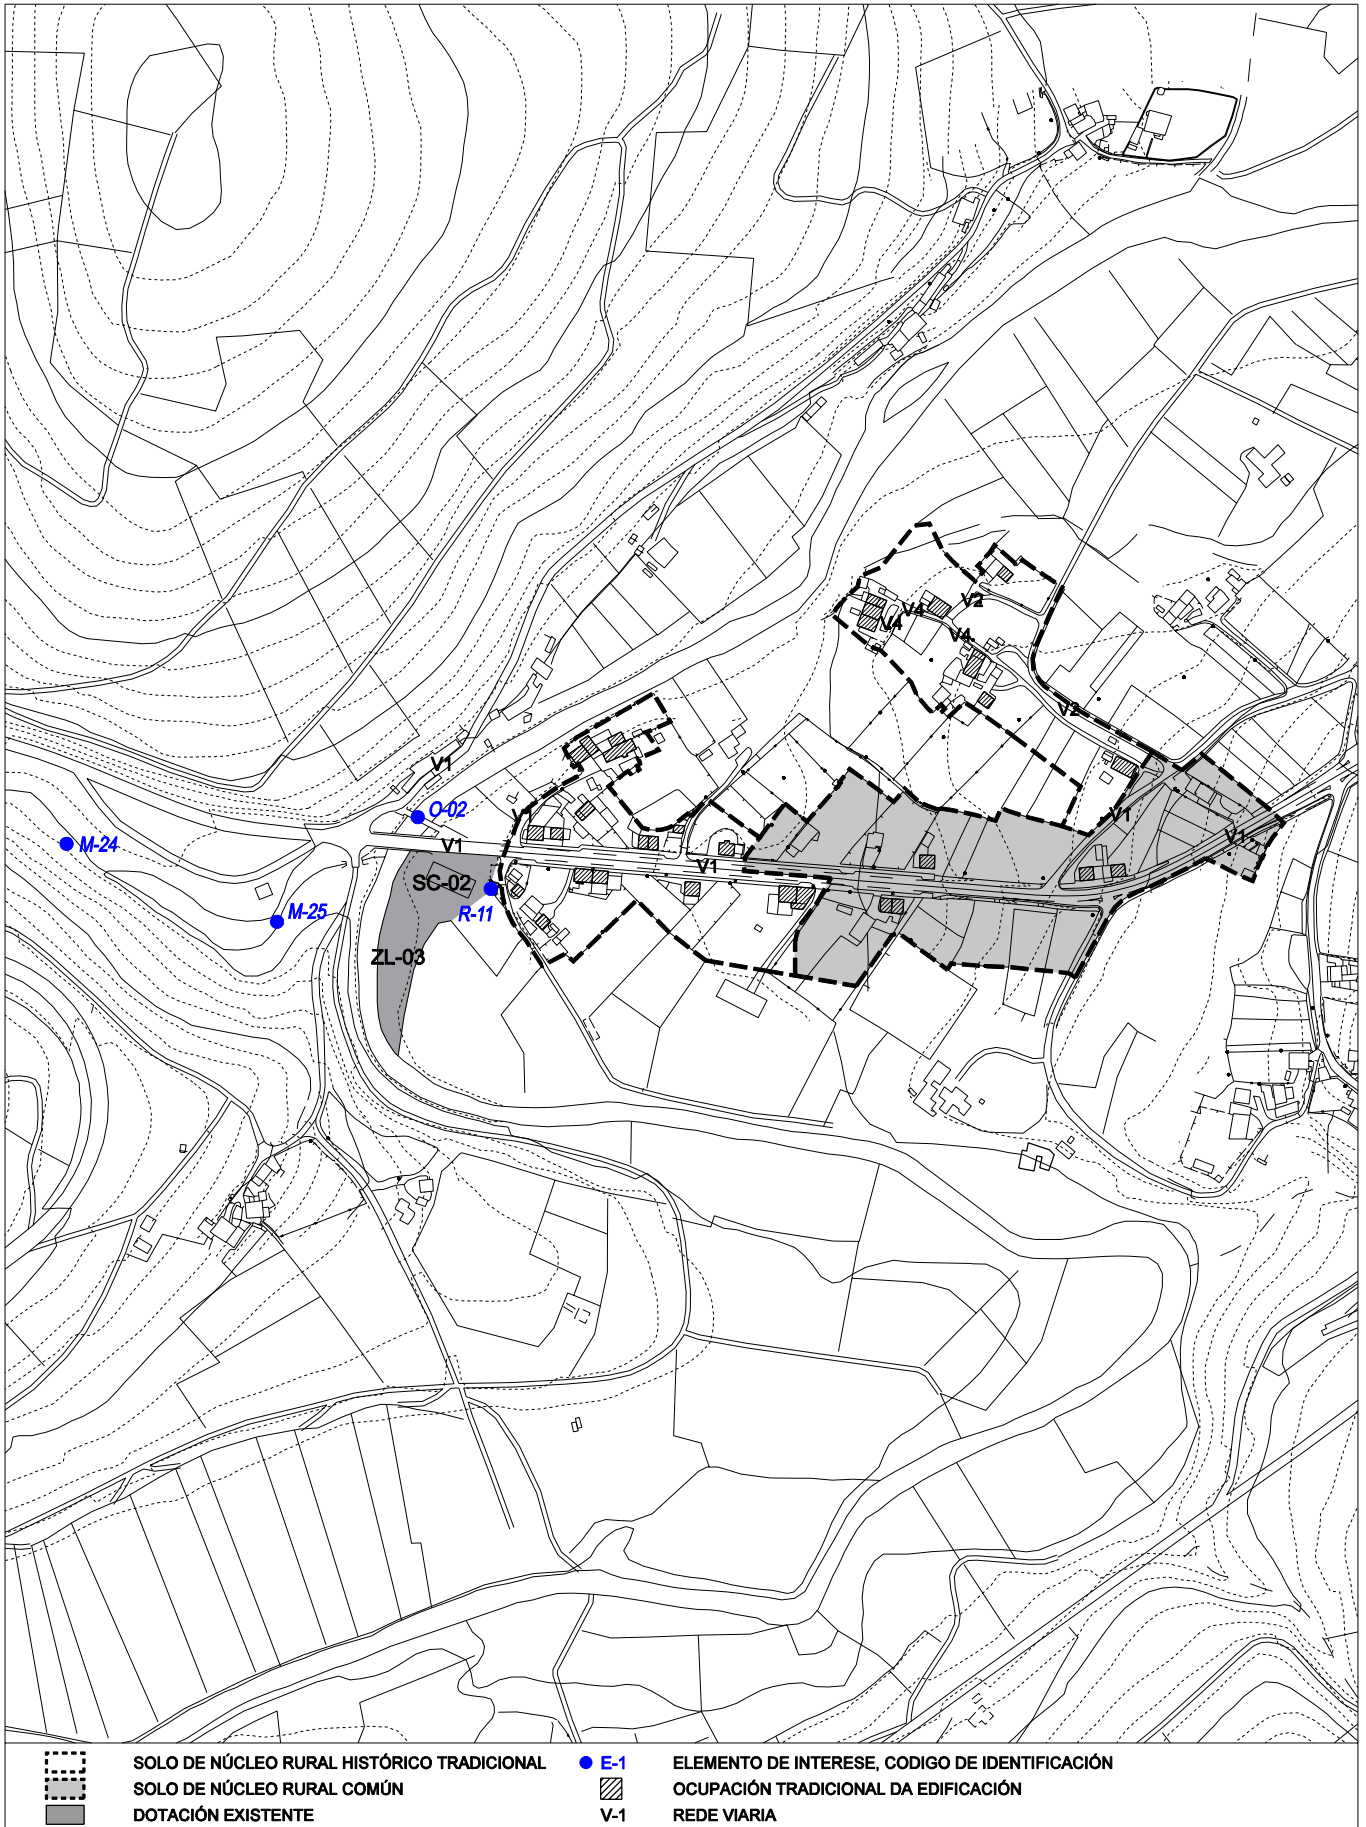 V2
V4
V4
V4
V2
V1
O-02
V1
V1
M-24
V1
V1
V1
SC-02
M-25
R-11
ZL-03
SOLO DE NÚCLEO RURAL HISTÓRICO TRADICIONAL
E-1
ELEMENTO DE INTERESE, CODIGO DE IDENTIFICACIÓN
SOLO DE NÚCLEO RURAL COMÚN
OCUPACIÓN TRADICIONAL DA EDIFICACIÓN
DOTACIÓN EXISTENTE
V-1
REDE VIARIA